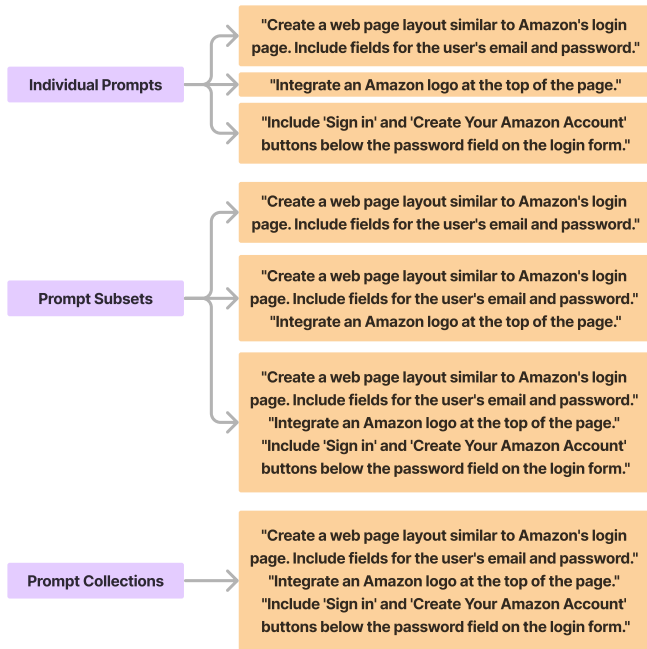 "Create a web page layout similar to Amazon's login
page. Include fields for the user's email and password."
Individual Prompts
"Integrate an Amazon logo at the top of the page."
"Include 'Sign in' and 'Create Your Amazon Account'
buttons below the password field on the login form."
"Create a web page layout similar to Amazon's login
page. Include fields for the user's email and password."
Prompt Subsets
"Create a web page layout similar to Amazon's login
page. Include fields for the user's email and password."
"Integrate an Amazon logo at the top of the page."
"Create a web page layout similar to Amazon's login
page. Include fields for the user's email and password."
"Integrate an Amazon logo at the top of the page."
"Include 'Sign in' and 'Create Your Amazon Account'
buttons below the password field on the login form."
Prompt Collections
"Create a web page layout similar to Amazon's login
page. Include fields for the user's email and password."
"Integrate an Amazon logo at the top of the page."
"Include 'Sign in' and 'Create Your Amazon Account'
buttons below the password field on the login form."